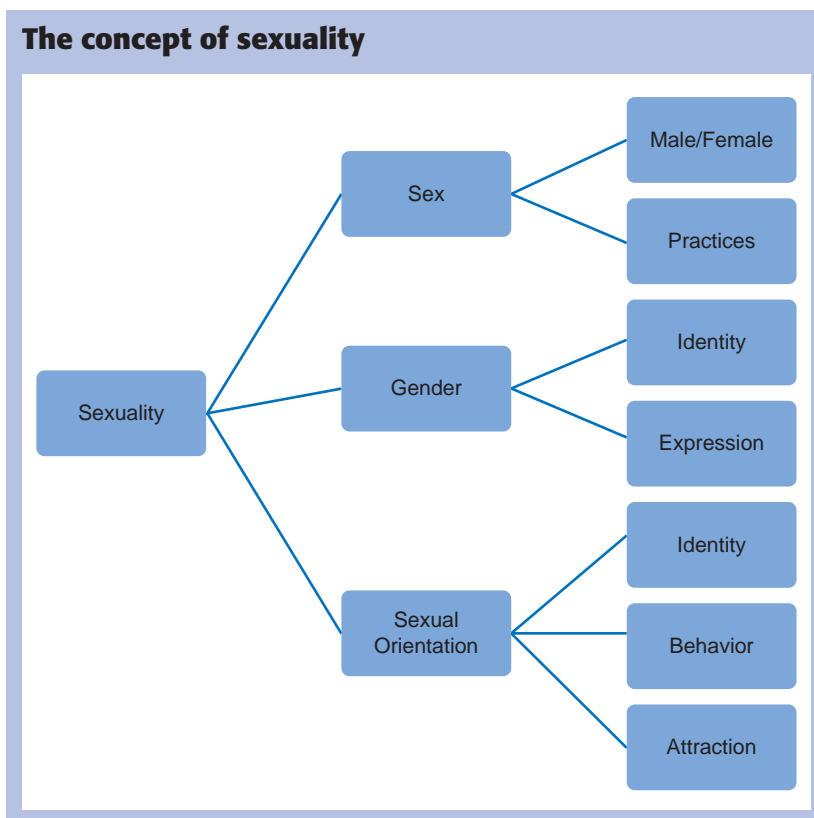 The concept of sexuality
Sexuality
Sex
Male/Female
Practices
Gender
Identity
Expression
Sexual
Orientation
Identity
Behavior
Attraction